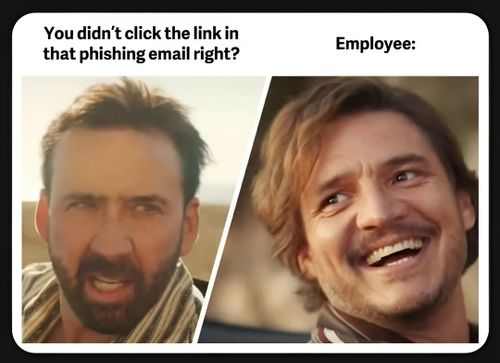 You didn’t click the link in
that phishing email right?
Employee: